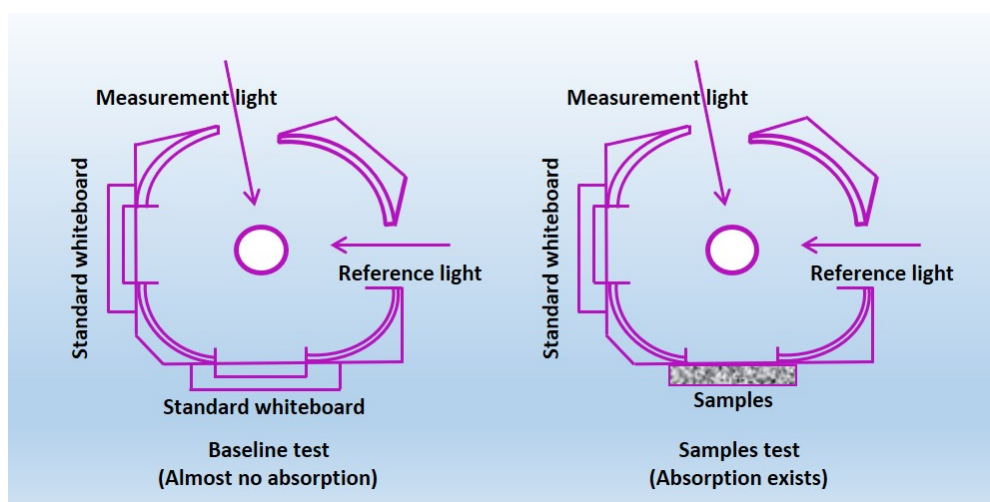 Measurement light
Standard whiteboard
Reference light
Standard whiteboard
Baseline test
(Almost no absorption)
Measurement light
Standard whiteboard
Reference light
Samples
Samples test
(Absorption exists)